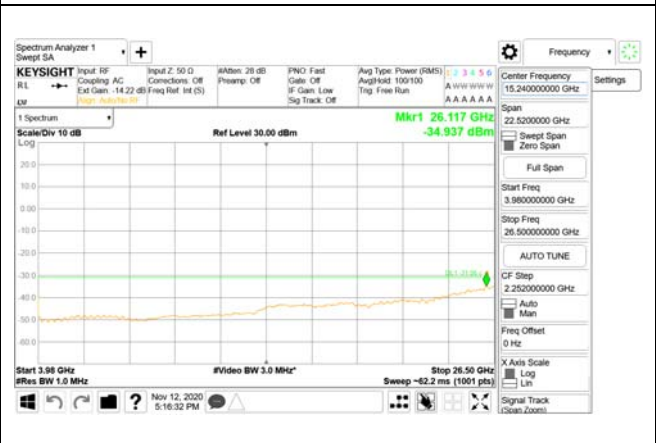 Spectrum Analyzer 1
Swept SA
Frequency
KEYSIGHT
Input: RF
Coupling: AC
Ext Gain: -14.22 dB
Align: Auto/No RF
Input Z: 50 Ω
Corrections: Off
Freq Ref: Int (S)
#Atten: 28 dB
Preamp: Off
PNO: Fast
Gate: Off
IF Gain: Low
Sig Track: Off
Avg Type: Power (RMS)
Avg|Hold: 100/100
Trig: Free Run
1 2 3 4 5 6
A W W W W W
A A A A A A
RL
LXI
1 Spectrum
Scale/Div 10 dB
Log
Ref Level 30.00 dBm
Mkr1 26.117 GHz
-34.937 dBm
20.0
10.0
0.00
-10.0
-20.0
-30.0
-40.0
-50.0
-60.0
Start 3.98 GHz
#Res BW 1.0 MHz
#Video BW 3.0 MHz*
Stop 26.50 GHz
Sweep ~62.2 ms (1001 pts)
Nov 12, 2020
5:16:32 PM
?
Center Frequency
15.240000000 GHz
Settings
Span
22.5200000 GHz
Swept Span
Zero Span
Full Span
Start Freq
3.980000000 GHz
Stop Freq
26.500000000 GHz
AUTO TUNE
CF Step
2.252000000 GHz
Auto
Man
Freq Offset
0 Hz
X Axis Scale
Log
Lin
Signal Track
(Span Zoom)